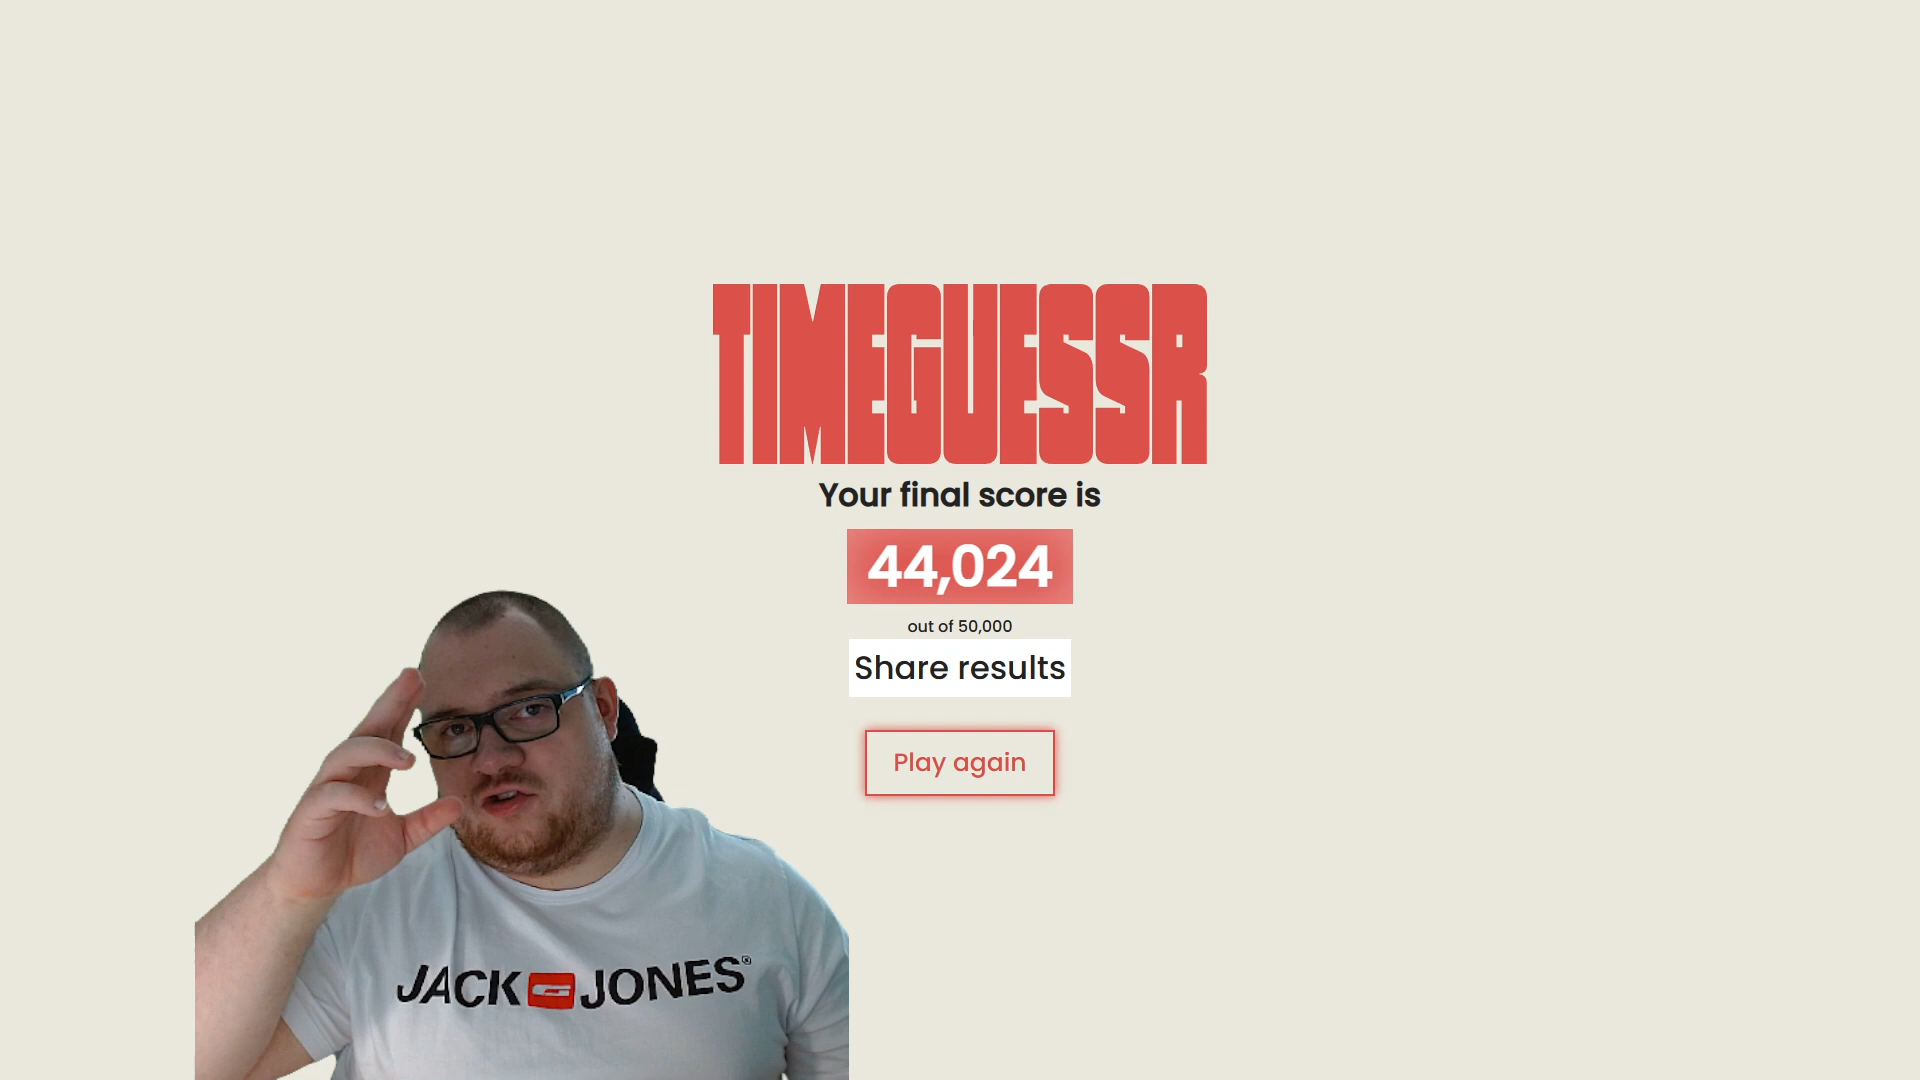 TIMEGUESSR
Your final score is
44,024
out of 50,000
Share results
Play again
JACK JONES®